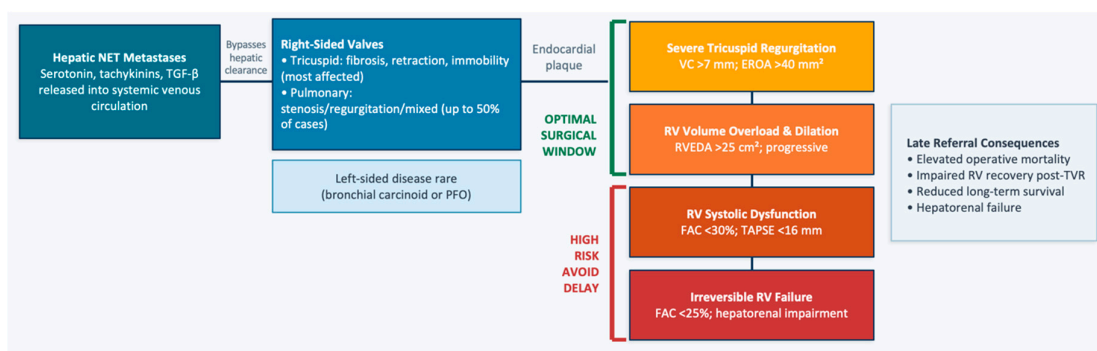 Hepatic NET Metastases
Serotonin, tachykinins, TGF-β
released into systemic venous
circulation
Bypasses
hepatic
clearance
Right-Sided Valves
• Tricuspid: fibrosis, retraction, immobility
(most affected)
• Pulmonary:
stenosis/regurgitation/mixed (up to 50%
of cases)
Left-sided disease rare
(bronchial carcinoid or PFO)
Endocardial
plaque
OPTIMAL
SURGICAL
WINDOW
HIGH
RISK
AVOID
DELAY
Severe Tricuspid Regurgitation
VC >7 mm; EROA >40 mm²
RV Volume Overload & Dilation
RVEDA >25 cm²; progressive
RV Systolic Dysfunction
FAC <30%; TAPSE <16 mm
Irreversible RV Failure
FAC <25%; hepatorenal impairment
Late Referral Consequences
• Elevated operative mortality
• Impaired RV recovery post-TVR
• Reduced long-term survival
• Hepatorenal failure